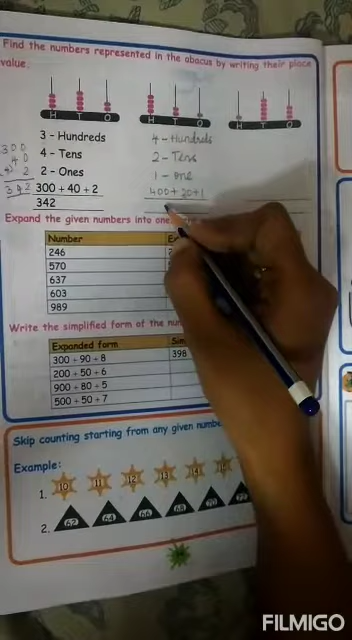 Find the numbers represented in the abacus by writing their place
value.
H T O
H T O
H T O
3 - Hundreds
4 - Tens
2 - Ones
300 + 40 + 2
342
300
40
2
342
4 - Hundreds
2 - Tens
1 - one
400 + 20 + 1
Expand the given numbers into
Number
246
570
637
603
989
Write the simplified form of the
Expanded form
300 + 90 + 8
398
200 + 50 + 6
900 + 80 + 5
500 + 50 + 7
Skip counting starting from any given
Example:
1. 10 11 12 13 14 15
2. 62 64 66 68 70 72
FILMIGO